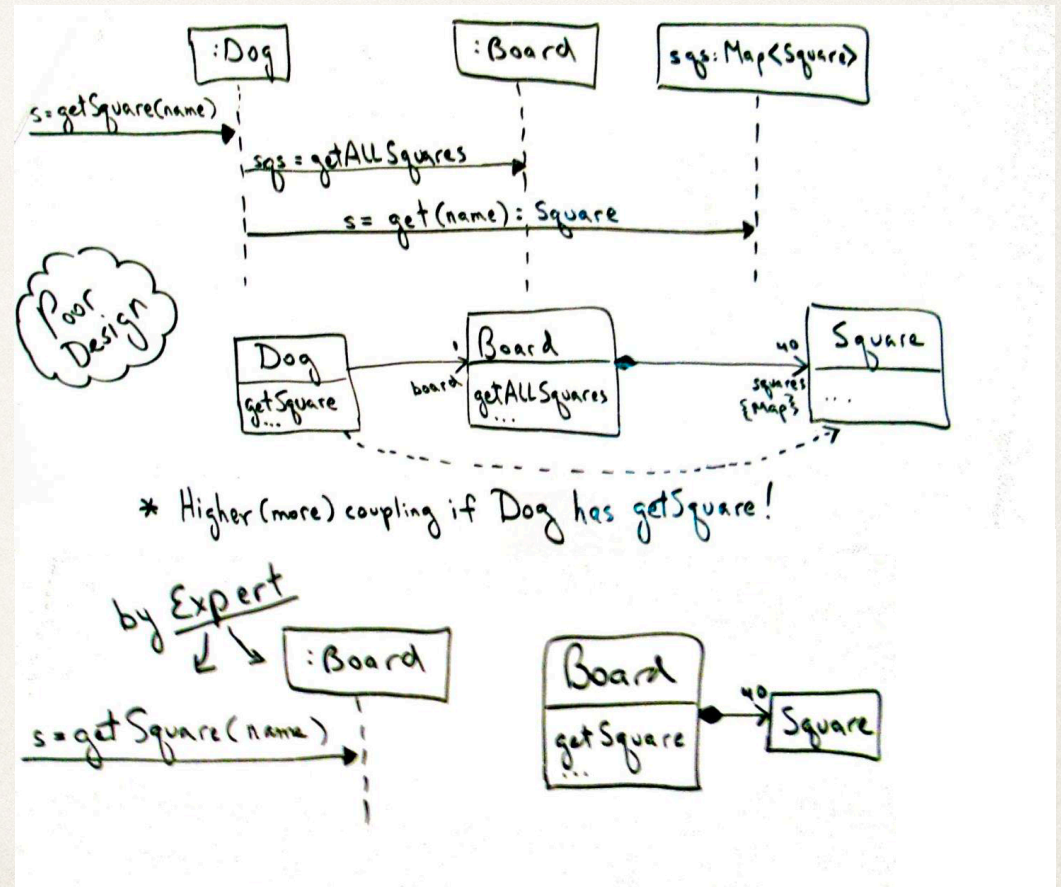 :Dog
:Board
sqs: Map<Square>
s=getSquare(name)
sqs = getALLSquares
s= get(name): Square
Poor
Design
Dog
getSquare
...
1
board
Board
getALLSquares
...
40
squares
{Map}
Square
...
* Higher (more) coupling if Dog has getSquare!
by Expert
:Board
s=getSquare(name)
Board
getSquare
...
40
Square